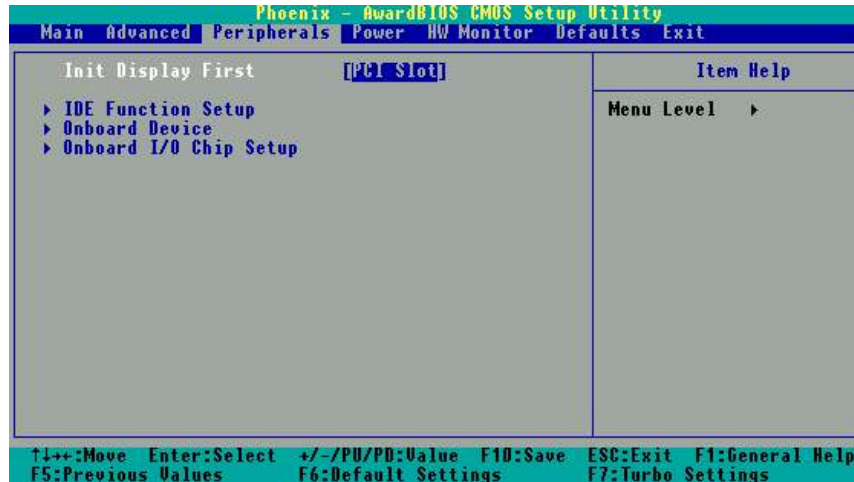 Phoenix - AwardBIOS CMOS Setup Utility
Main Advanced Peripherals Power HW Monitor Defaults Exit
Init Display First [PCI Slot]
Item Help
▸ IDE Function Setup
▸ Onboard Device
▸ Onboard I/O Chip Setup
Menu Level ▸
↑↓→←:Move Enter:Select +/-/PU/PD:Value F10:Save ESC:Exit F1:General Help
F5:Previous Values F6:Default Settings F7:Turbo Settings